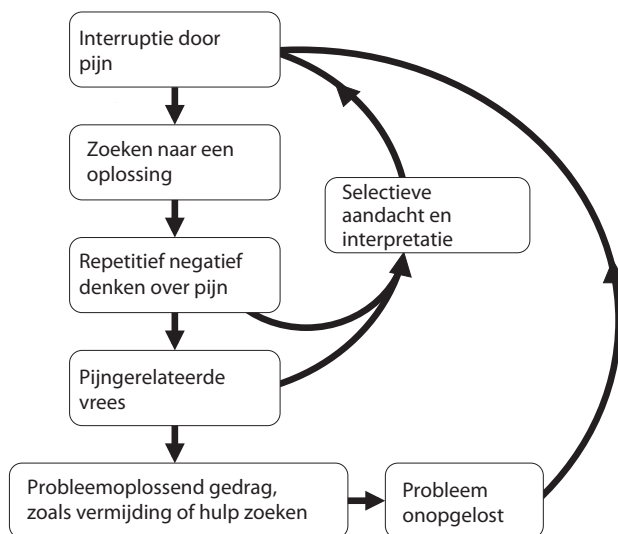 Interruptie door
pijn
Zoeken naar een
oplossing
Selectieve
aandacht en
interpretatie
Repetitief negatief
denken over pijn
Pijngerelateerde
vrees
Probleemoplossend gedrag,
zoals vermijding of hulp zoeken
Probleem
onopgelost